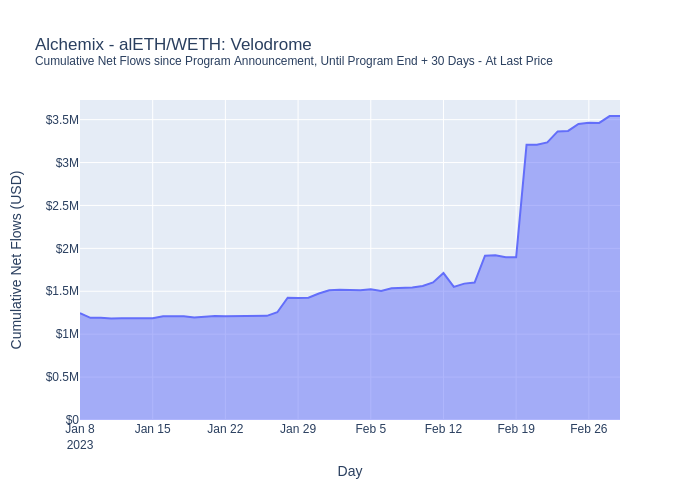 Alchemix - alETH/WETH: Velodrome
Cumulative Net Flows since Program Announcement, Until Program End + 30 Days - At Last Price
Cumulative Net Flows (USD)
$3.5M
$3M
$2.5M
$2M
$1.5M
$1M
$0.5M
$0
Jan 8 Jan 15 Jan 22 Jan 29 Feb 5 Feb 12 Feb 19 Feb 26
2023
Day